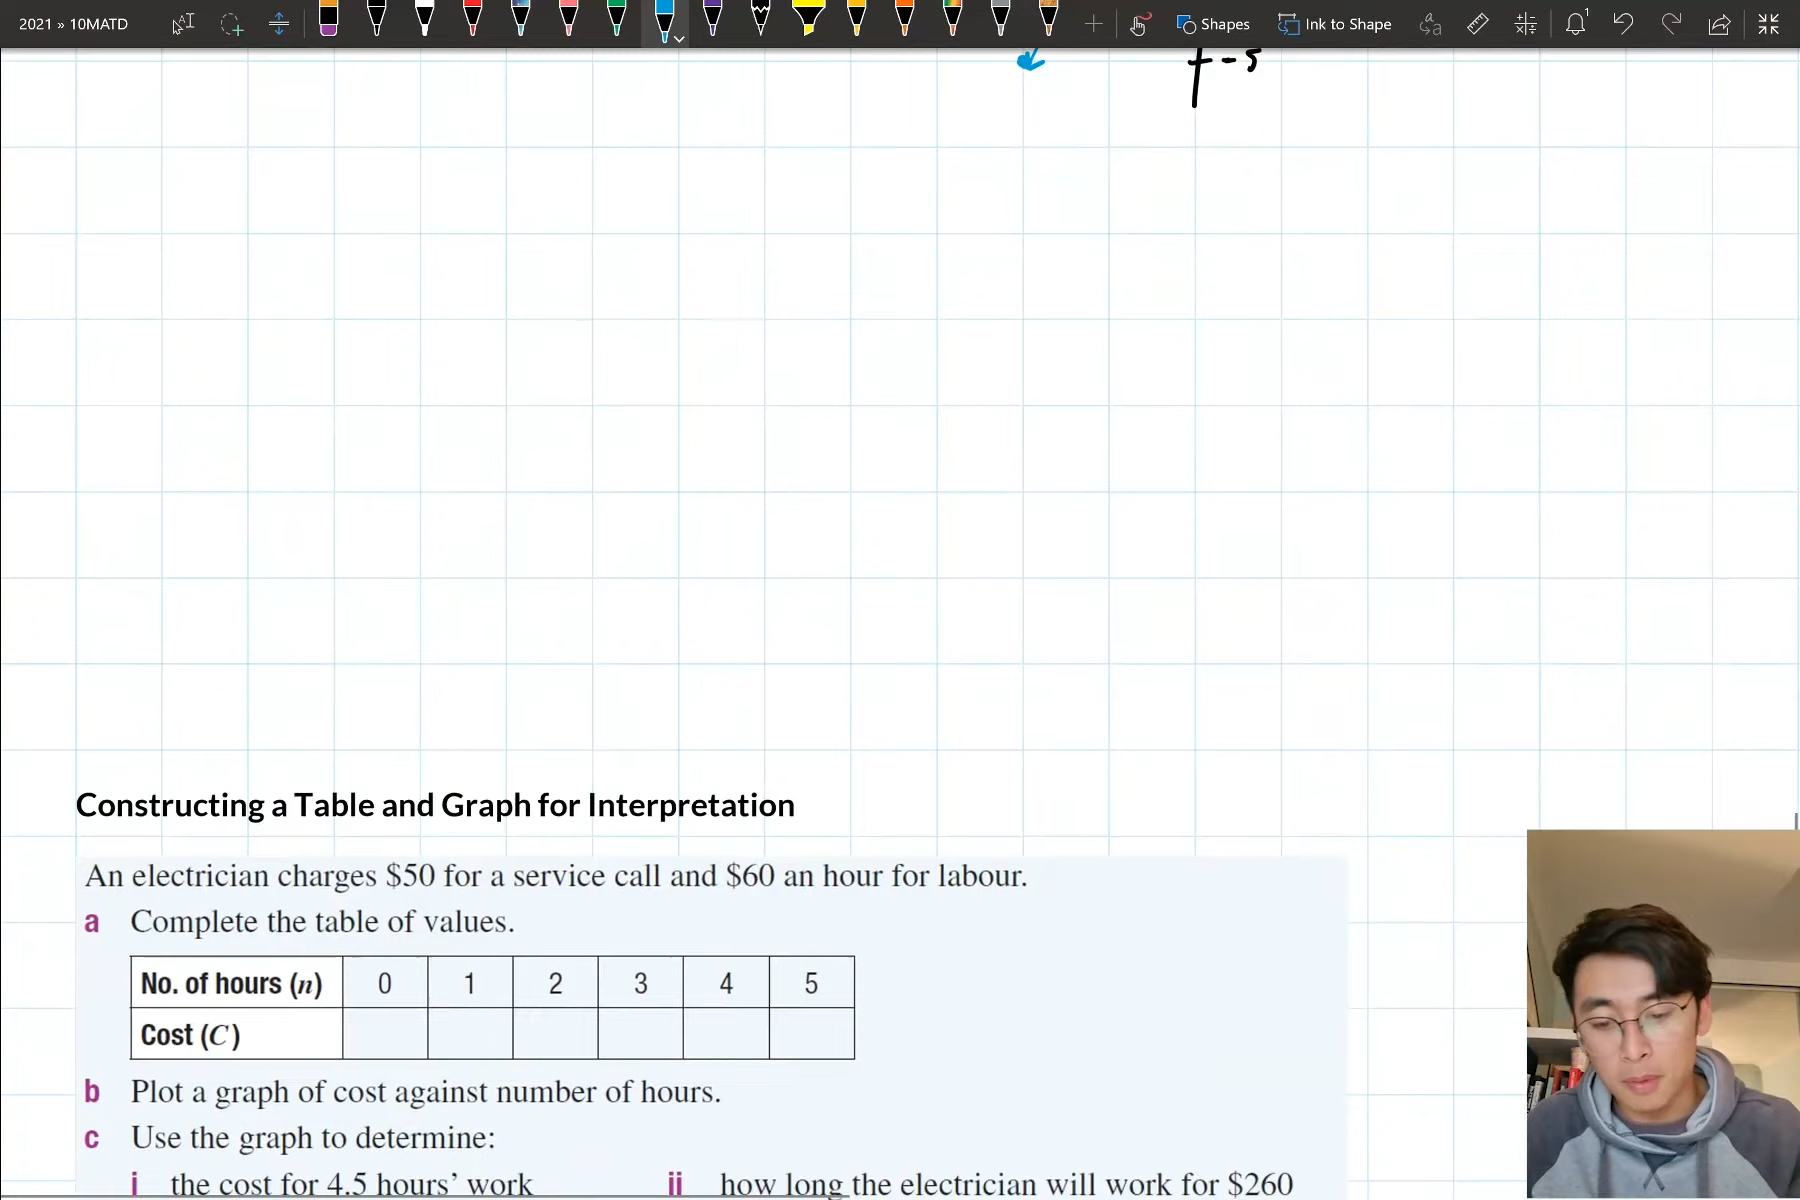 2021 » 10MATD
Shapes
Ink to Shape
1
-5
Constructing a Table and Graph for Interpretation
An electrician charges $50 for a service call and $60 an hour for labour.
a Complete the table of values.
No. of hours (n) 0 1 2 3 4 5
Cost (C)
b Plot a graph of cost against number of hours.
c Use the graph to determine:
i the cost for 4.5 hours’ work ii how long the electrician will work for $260